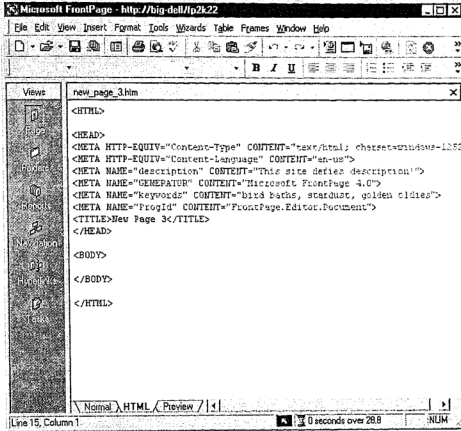 Microsoft FrontPage - http://big-dell/fp2k22
File Edit View Insert Format Tools Widgets Table Frames Window Help
B I U
Views
new_page_3.htm
Page
Folders
Reports
Navigation
Hyperlinks
Tasks
<HTML>
<HEAD>
<META HTTP-EQUIV="Content-Type" CONTENT="text/html; charset=windows-1252
<META HTTP-EQUIV="Content-Language" CONTENT="en-us">
<META NAME="description" CONTENT="This site defies description!">
<META NAME="GENERATOR" CONTENT="Microsoft FrontPage 4.0">
<META NAME="keywords" CONTENT="bird baths, stardust, golden oldies">
<META NAME="ProgId" CONTENT="FrontPage.Editor.Document">
<TITLE>New Page 3</TITLE>
</HEAD>
<BODY>
</BODY>
</HTML>
Normal HTML Preview
Line 15, Column 1
0 seconds over 28.8
NUM